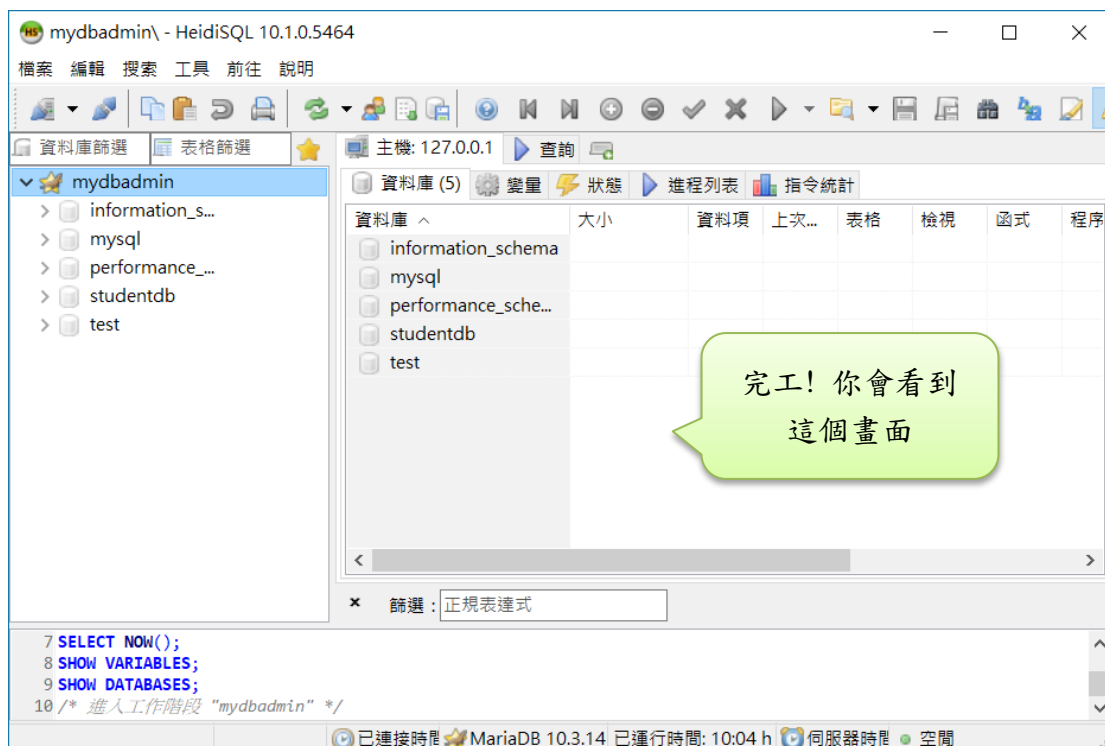 mydbadmin\ - HeidiSQL 10.1.0.5464
檔案 編輯 搜索 工具 前往 說明
資料庫篩選 表格篩選 主機: 127.0.0.1 查詢
mydbadmin
information_s...
mysql
performance_...
studentdb
test
資料庫 (5) 變量 狀態 進程列表 指令統計
資料庫 大小 資料項 上次... 表格 檢視 函式 程序
information_schema
mysql
performance_sche...
studentdb
test
完工! 你會看到
這個畫面
× 篩選 : 正規表達式
7 SELECT NOW();
8 SHOW VARIABLES;
9 SHOW DATABASES;
10 /* 進入工作階段 "mydbadmin" */
已連接時間 MariaDB 10.3.14 已運行時間: 10:04 h 伺服器時間 空閒